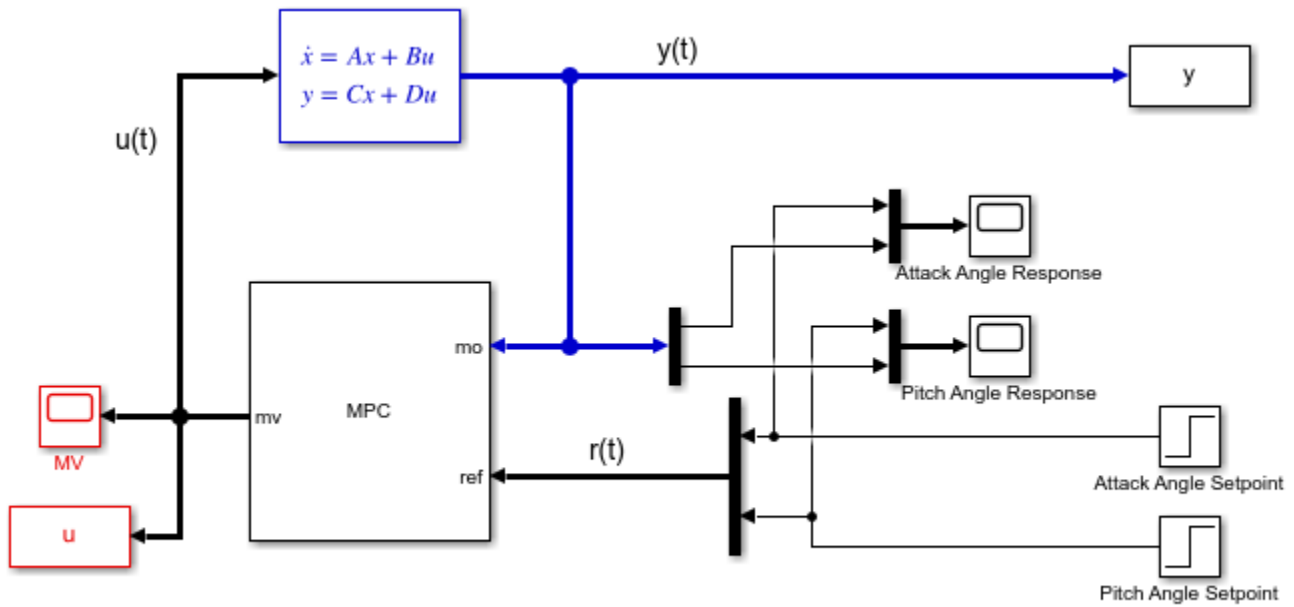 ẋ = Ax + Bu
y = Cx + Du
y(t)
y
u(t)
Attack Angle Response
mo
MPC
mv
ref
Pitch Angle Response
r(t)
MV
u
Attack Angle Setpoint
Pitch Angle Setpoint